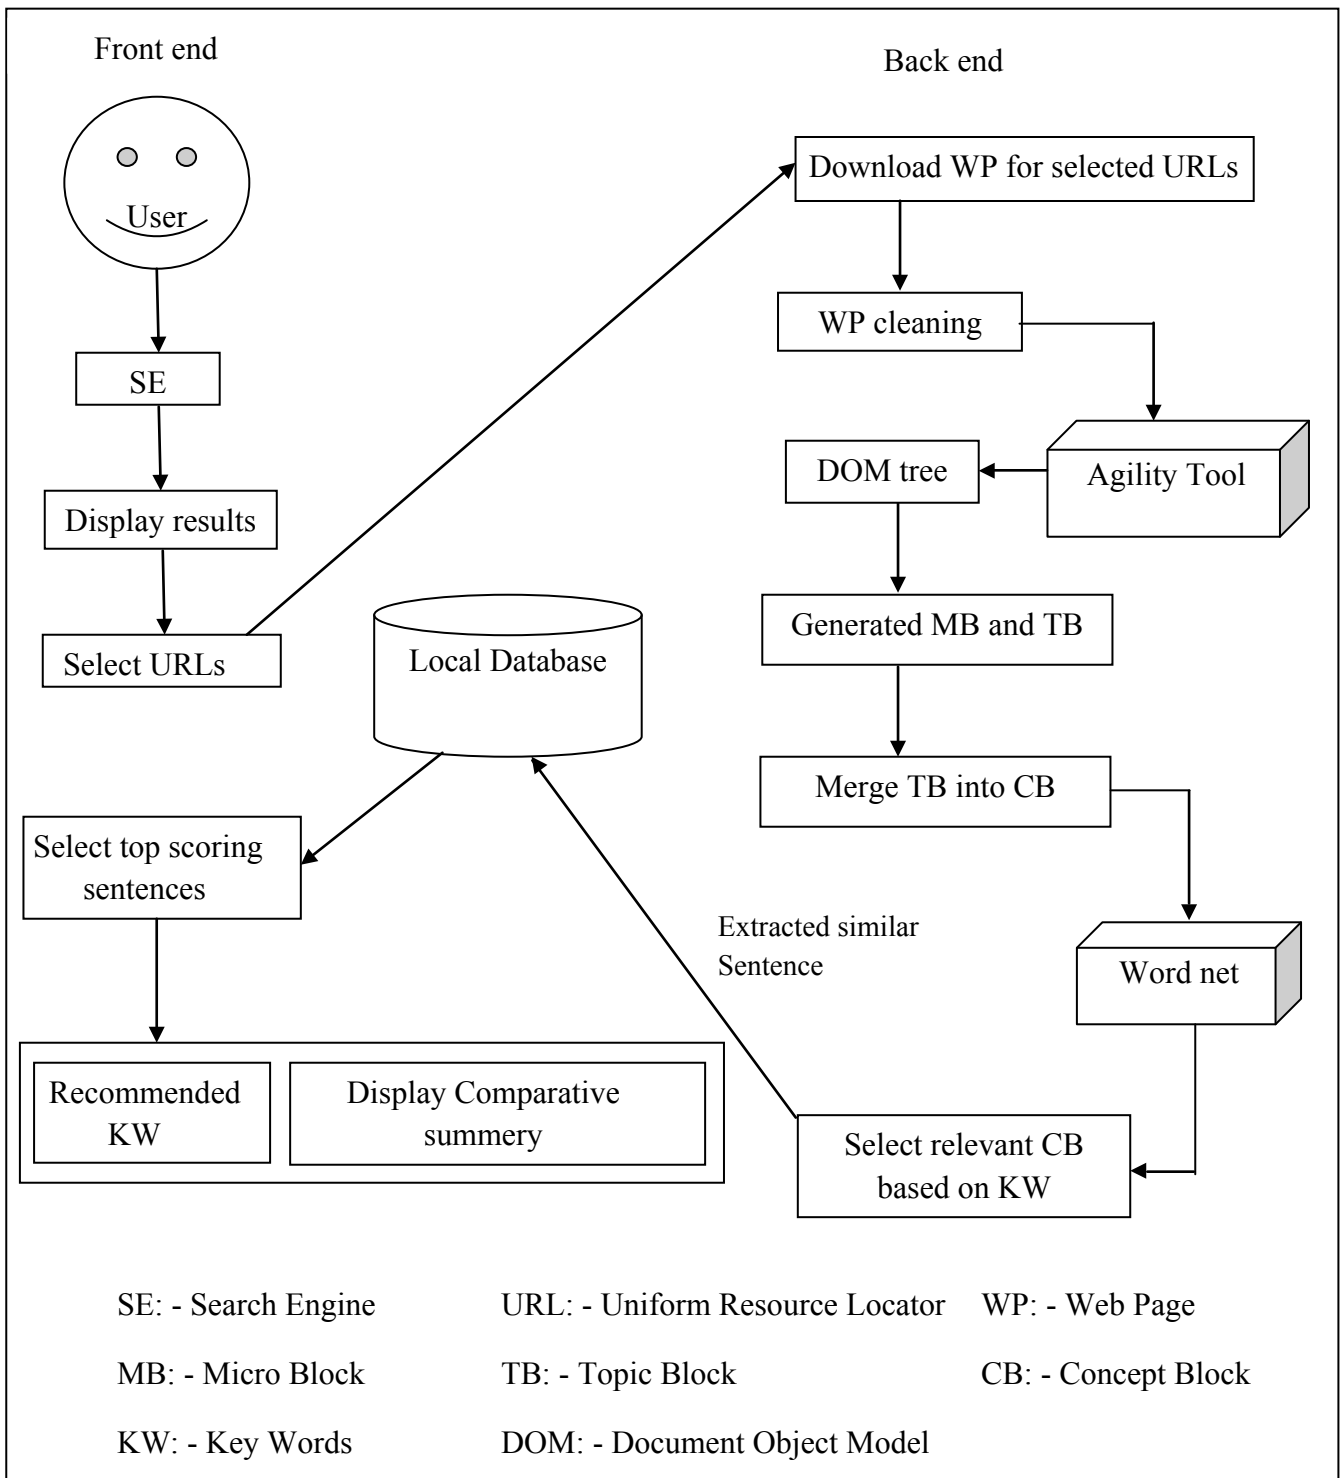 Front end
Back end
User
SE
Display results
Select URLs
Download WP for selected URLs
WP cleaning
Agility Tool
DOM tree
Generated MB and TB
Merge TB into CB
Word net
Select relevant CB
based on KW
Extracted similar
Sentence
Local Database
Select top scoring
sentences
Recommended
KW
Display Comparative
summery
SE: - Search Engine
URL: - Uniform Resource Locator
WP: - Web Page
MB: - Micro Block
TB: - Topic Block
CB: - Concept Block
KW: - Key Words
DOM: - Document Object Model